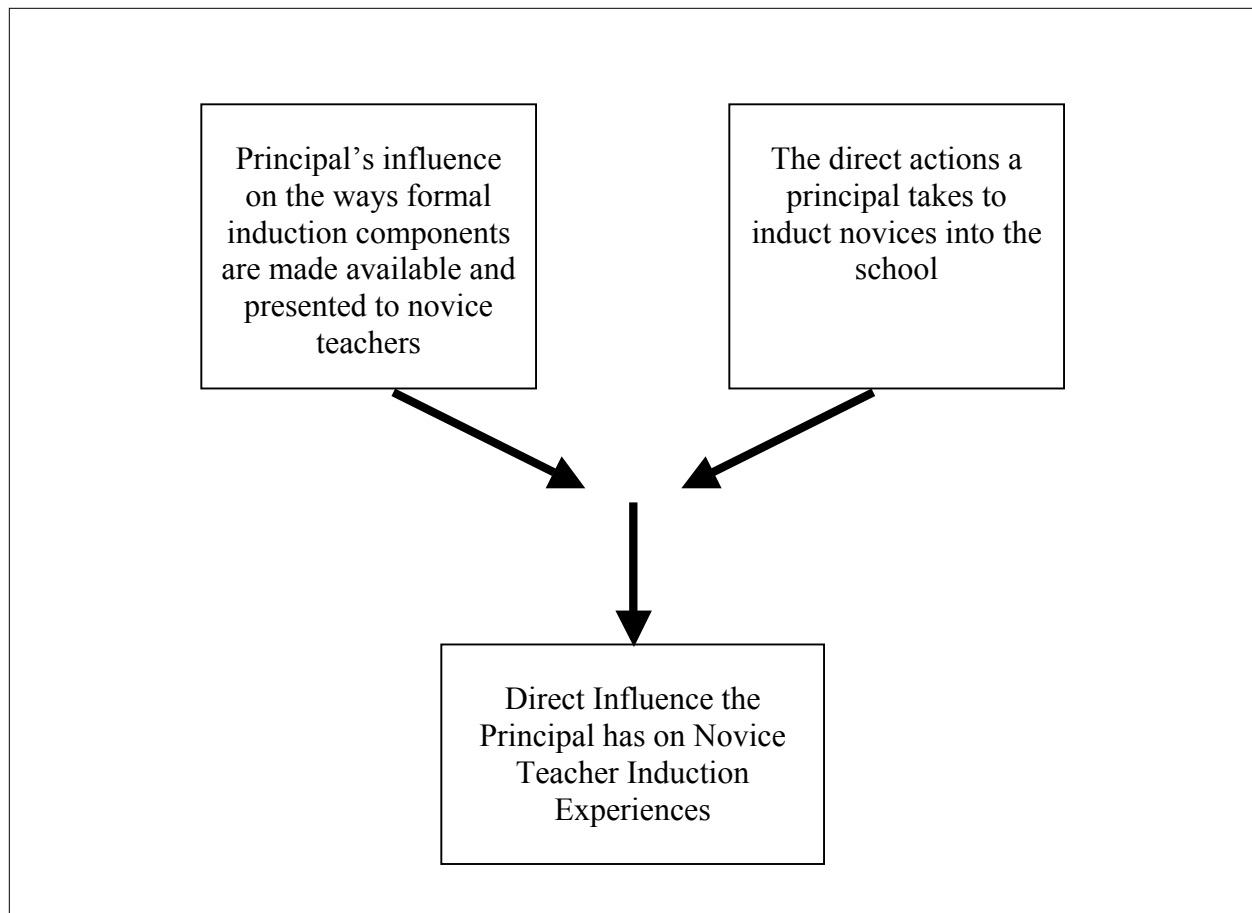 Principal’s influence
on the ways formal
induction components
are made available and
presented to novice
teachers
The direct actions a
principal takes to
induct novices into the
school
Direct Influence the
Principal has on Novice
Teacher Induction
Experiences